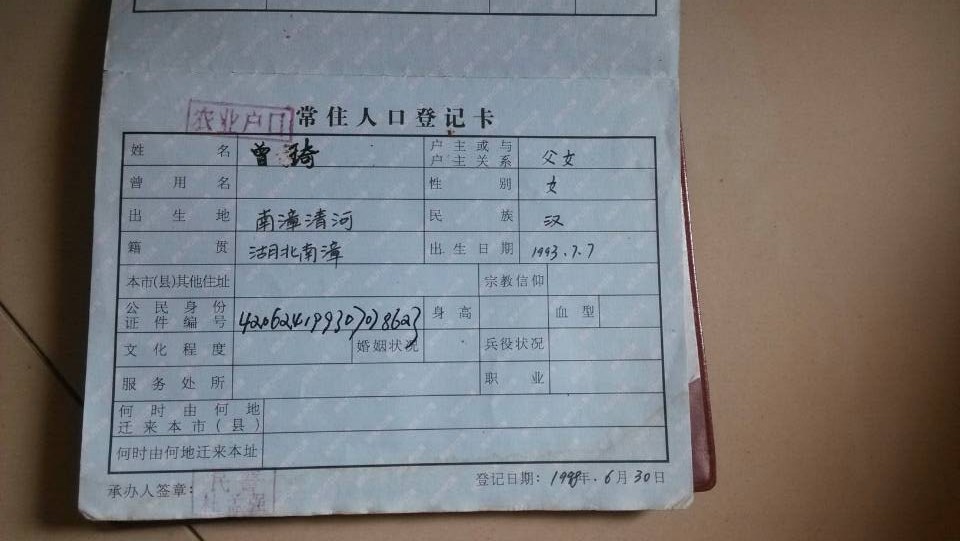 农业户口 常住人口登记卡
姓名 曾琦 户主或与户主关系 父女
曾用名 性别 女
出生地 南漳清河 民族 汉
籍贯 湖北南漳 出生日期 1993.7.7
本市(县)其他住址 宗教信仰
公民身份证件编号 420624199307078623 身高 血型
文化程度 婚姻状况 兵役状况
服务处所 职业
何时由何地迁来本市(县)
何时由何地迁来本址
承办人签章: 登记日期: 1998年.6月30日